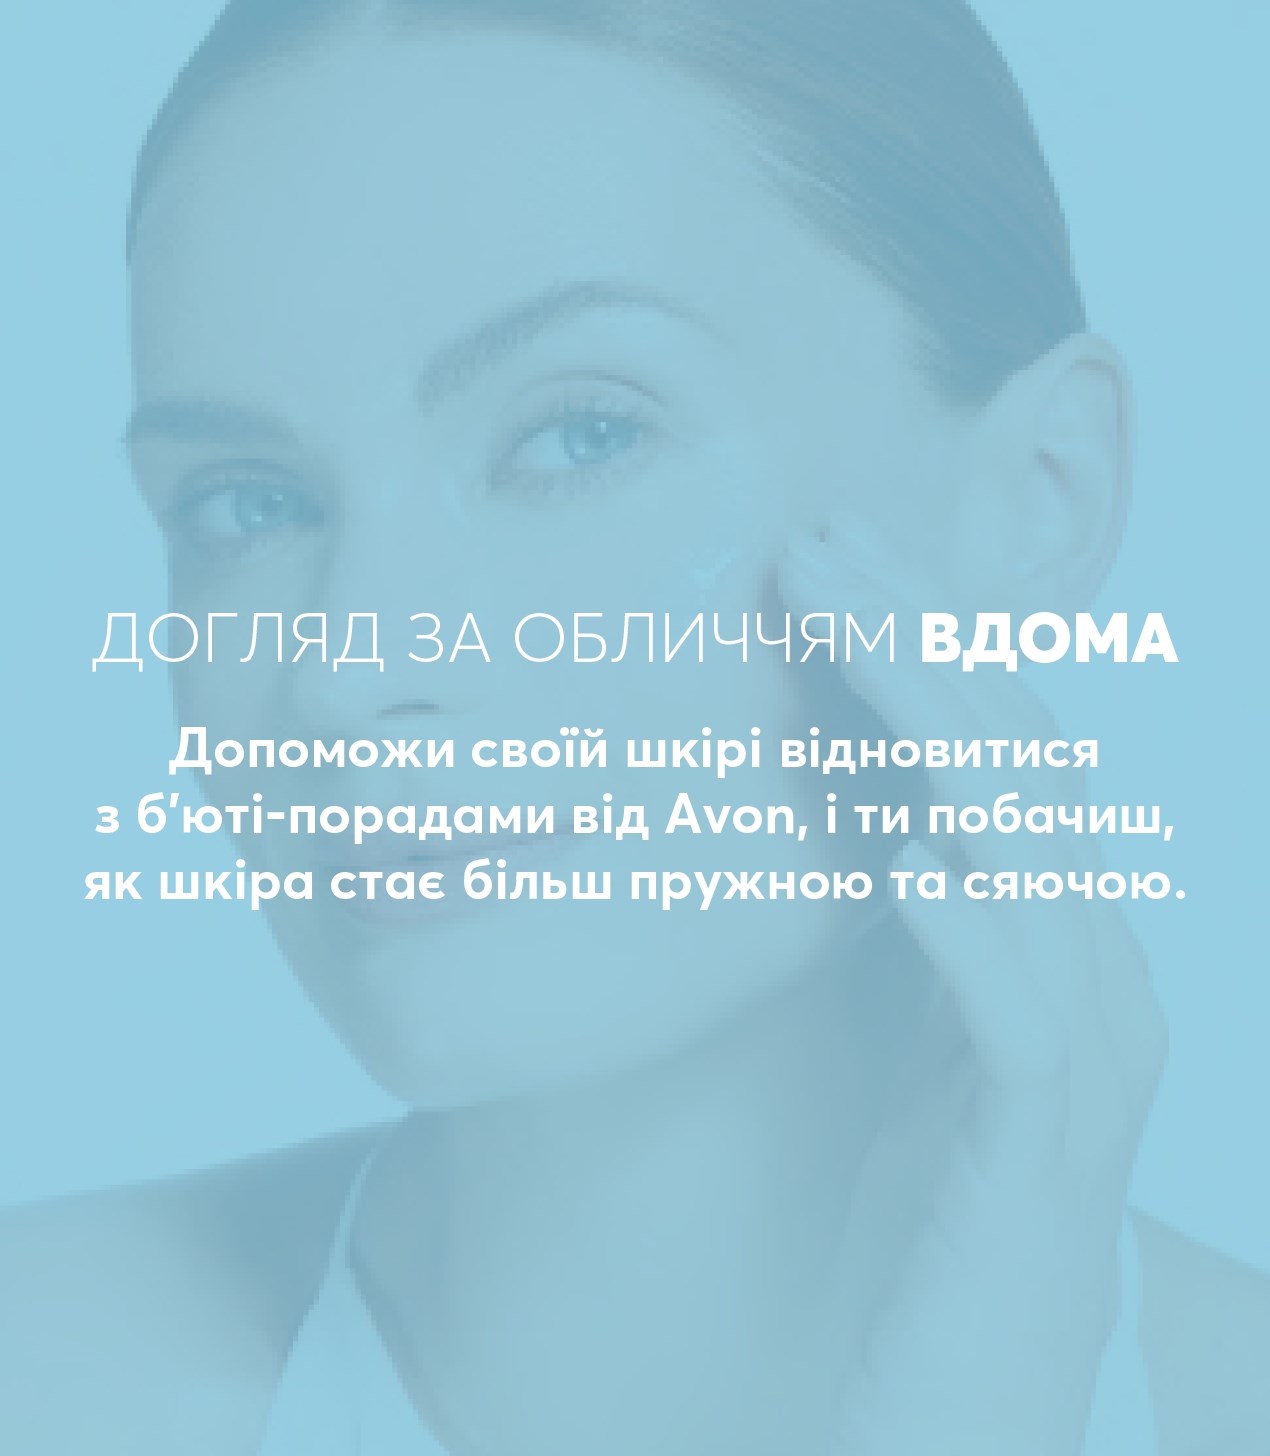 ДОГЛЯД ЗА ОБЛИЧЧЯМ ВДОМА
Допоможи своїй шкірі відновитися
з б’юті-порадами від Avon, і ти побачиш,
як шкіра стає більш пружною та сяючою.